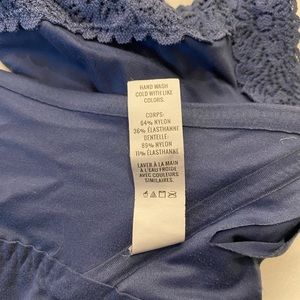 HAND WASH
COLD WITH LIKE
COLORS.
CORPS:
64% NYLON
36% ÉLASTHANNE
DENTELLE:
89% NYLON
11% ÉLASTHANNE
LAVER À LA MAIN
À L'EAU FROIDE
AVEC COULEURS
SIMILAIRES.